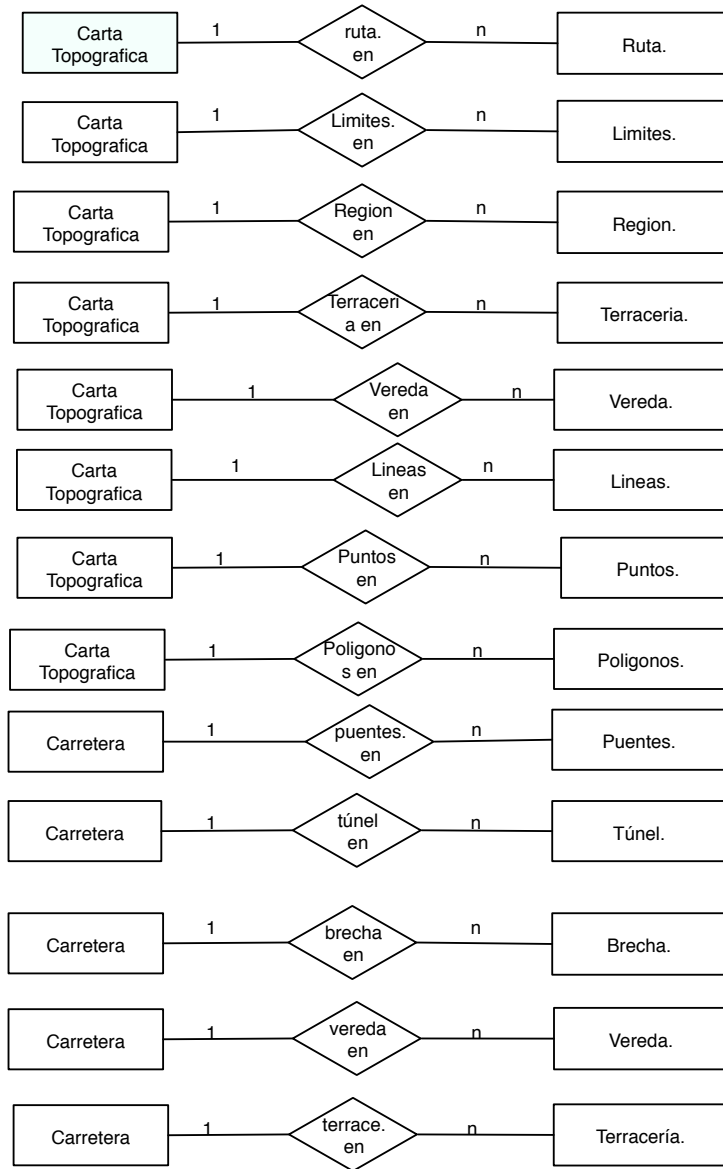 Carta
Topografica
1
ruta.
en
n
Ruta.
Carta
Topografica
1
Limites.
en
n
Limites.
Carta
Topografica
1
Region
en
n
Region.
Carta
Topografica
1
Terraceri
a en
n
Terraceria.
Carta
Topografica
1
Vereda
en
n
Vereda.
Carta
Topografica
1
Lineas
en
n
Lineas.
Carta
Topografica
1
Puntos
en
n
Puntos.
Carta
Topografica
1
Poligono
s en
n
Poligonos.
Carretera
1
puentes.
en
n
Puentes.
Carretera
1
túnel
en
n
Túnel.
Carretera
1
brecha
en
n
Brecha.
Carretera
1
vereda
en
n
Vereda.
Carretera
1
terrace.
en
n
Terracería.